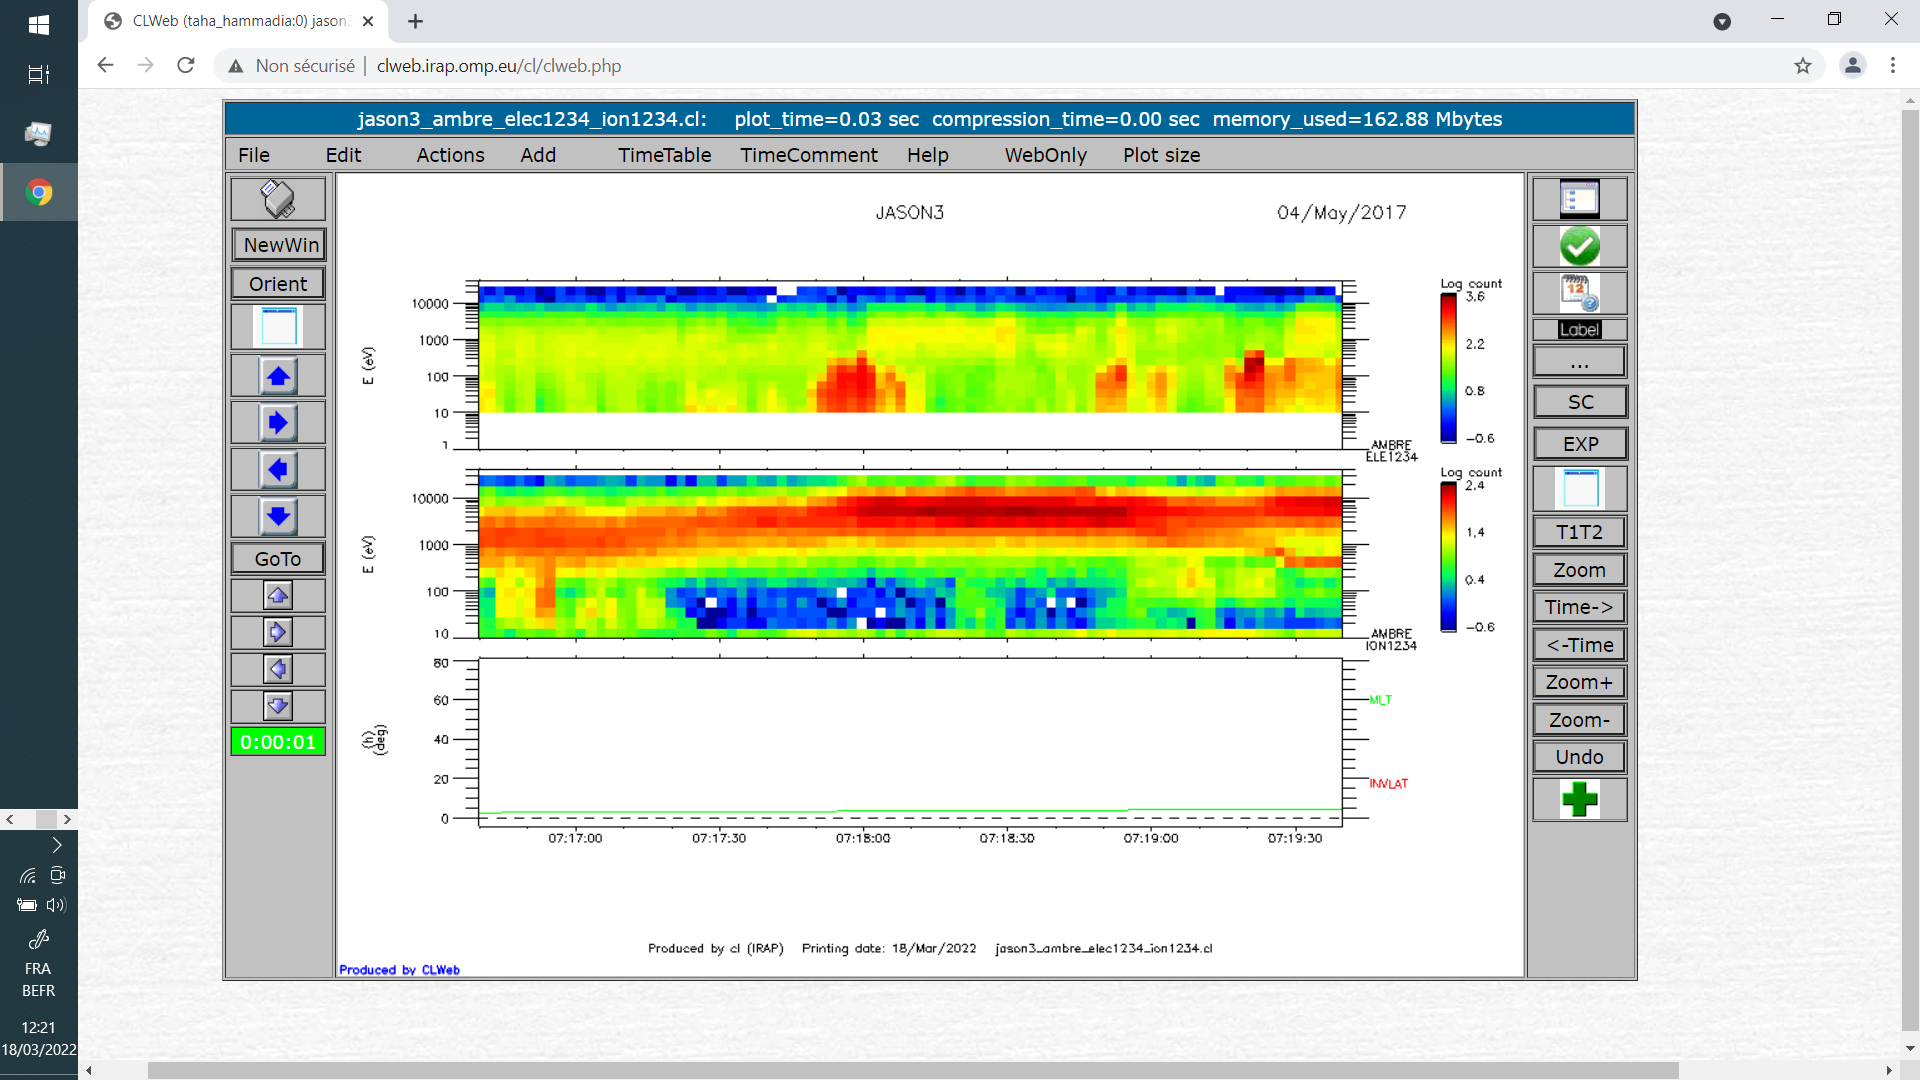 CLWeb (taha_hammadia:0) jason3
Non sécurisé | clweb.irap.omp.eu/cl/clweb.php
jason3_ambre_elec1234_ion1234.cl: plot_time=0.03 sec compression_time=0.00 sec memory_used=162.88 Mbytes
File Edit Actions Add TimeTable TimeComment Help WebOnly Plot size
NewWin
Orient
GoTo
0:00:01
JASON3 04/May/2017
10000
1000
100
10
1
E (eV)
Log count
3.6
2.2
0.8
-0.6
AMBRE
ELE1234
10000
1000
100
10
E (eV)
Log count
2.4
1.4
0.4
-0.6
AMBRE
ION1234
80
60
40
20
0
(h)
(deg)
MLT
INVLAT
07:17:00 07:17:30 07:18:00 07:18:30 07:19:00 07:19:30
Produced by cl (IRAP) Printing date: 18/Mar/2022 jason3_ambre_elec1234_ion1234.cl
Produced by CLWeb
12
Label
...
SC
EXP
T1T2
Zoom
Time->
<-Time
Zoom+
Zoom-
Undo
FRA
BEFR
12:21
18/03/2022